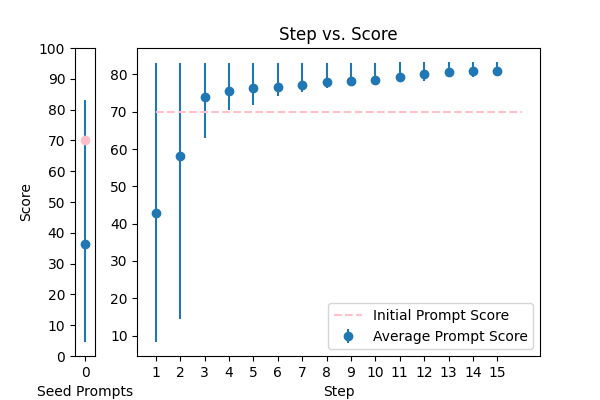 Step vs. Score
Score
100
90
80
70
60
50
40
30
20
10
0
0
Seed Prompts
80
70
60
50
40
30
20
10
Initial Prompt Score
Average Prompt Score
1 2 3 4 5 6 7 8 9 10 11 12 13 14 15
Step